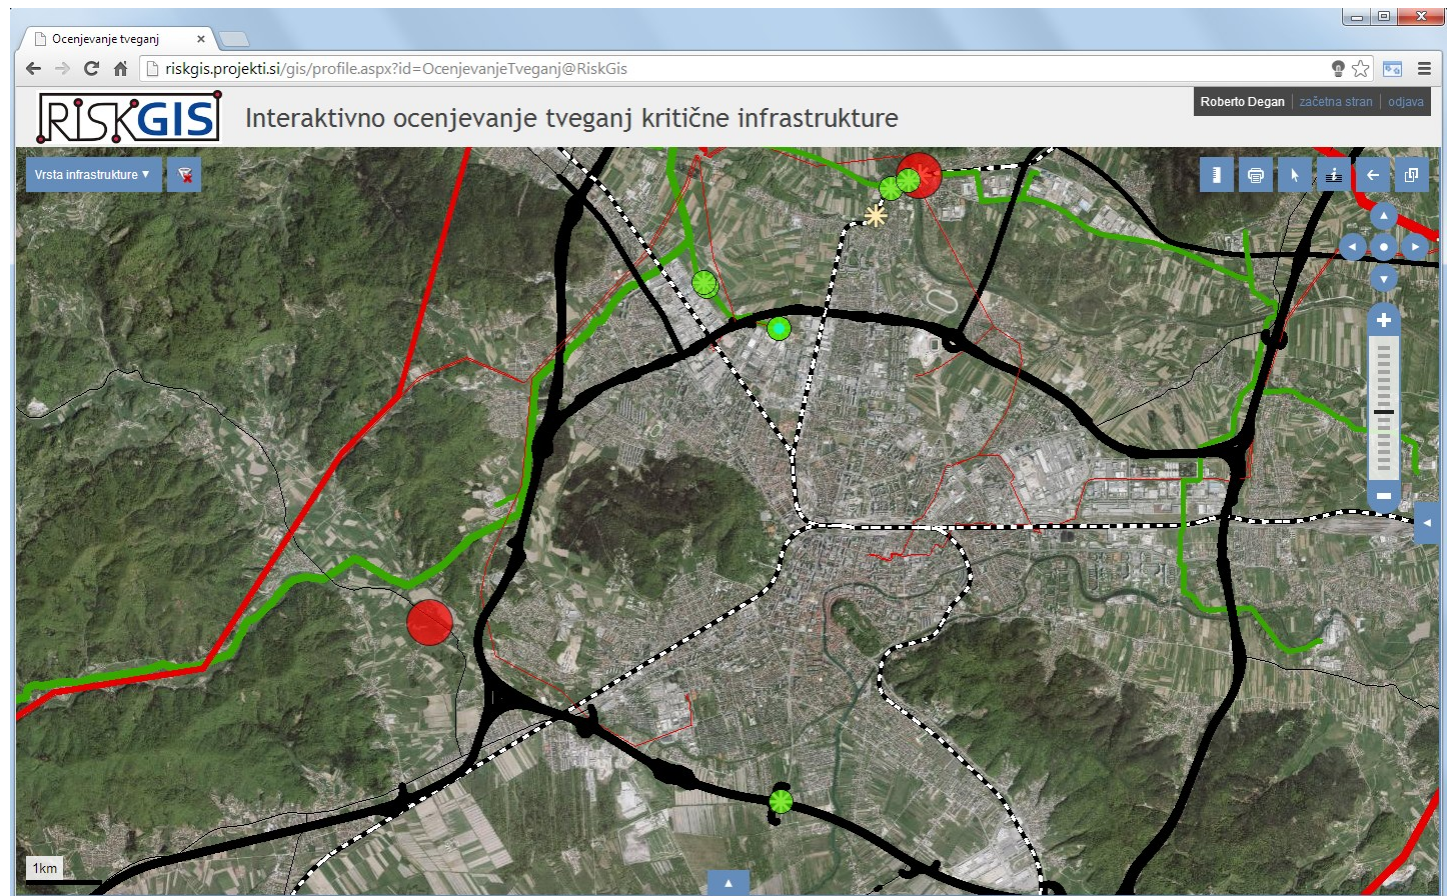 Ocenjevanje tveganj
riskgis.projekti.si/gis/profile.aspx?id=OcenjevanjeTveganj@RiskGis
RISKGIS
Interaktivno ocenjevanje tveganj kritične infrastrukture
Roberto Degan začetna stran odjava
Vrsta infrastrukture
1km